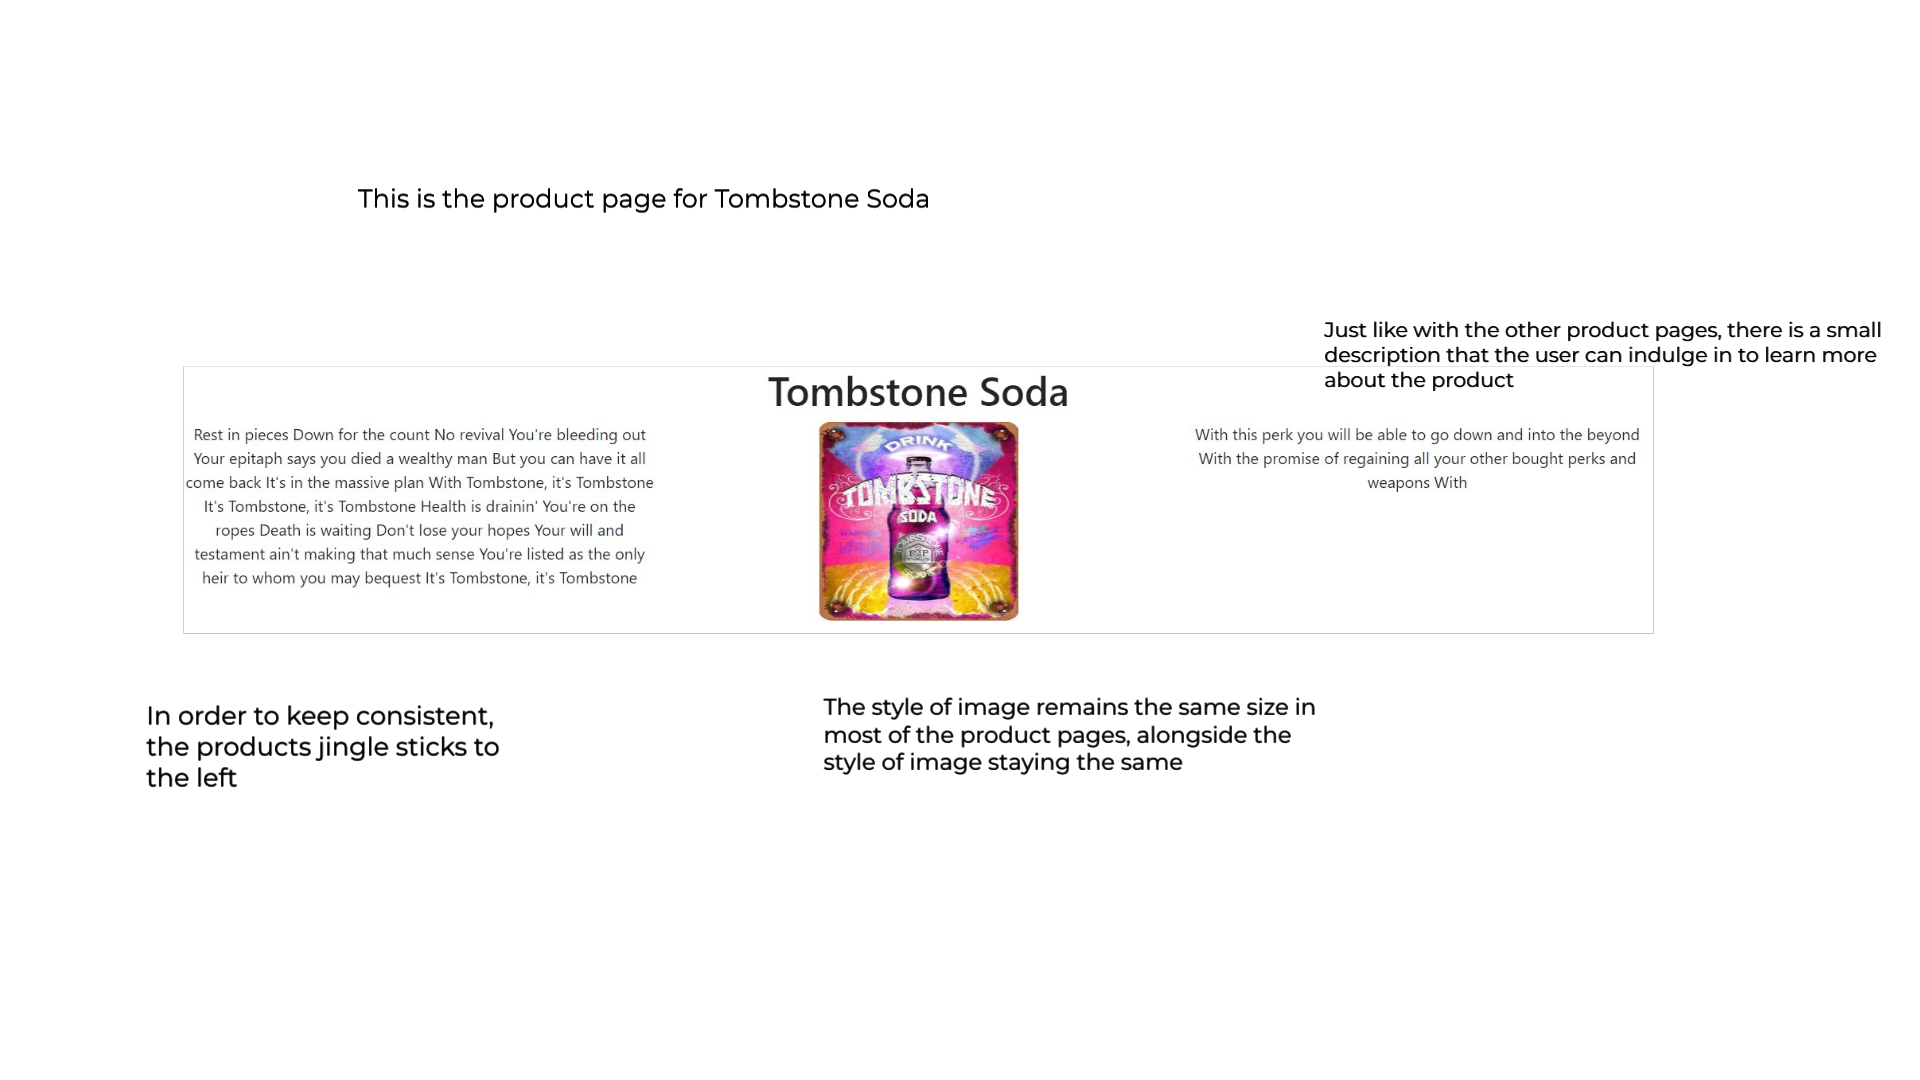 This is the product page for Tombstone Soda
Just like with the other product pages, there is a small
description that the user can indulge in to learn more
about the product
Tombstone Soda
Rest in pieces Down for the count No revival You're bleeding out
Your epitaph says you died a wealthy man But you can have it all
come back It's in the massive plan With Tombstone, it's Tombstone
It's Tombstone, it's Tombstone Health is drainin' You're on the
ropes Death is waiting Don't lose your hopes Your will and
testament ain't making that much sense You're listed as the only
heir to whom you may bequest It's Tombstone, it's Tombstone
DRINK
TOMBSTONE
SODA
With this perk you will be able to go down and into the beyond
With the promise of regaining all your other bought perks and
weapons With
In order to keep consistent,
the products jingle sticks to
the left
The style of image remains the same size in
most of the product pages, alongside the
style of image staying the same